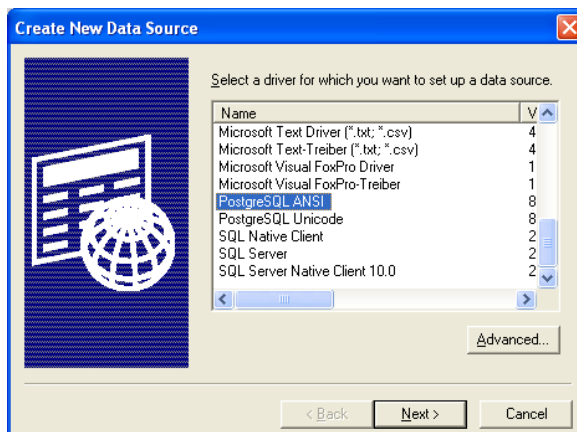 Create New Data Source
Select a driver for which you want to set up a data source.
Name V
Microsoft Text Driver (*.txt; *.csv) 4
Microsoft Text-Treiber (*.txt; *.csv) 4
Microsoft Visual FoxPro Driver 1
Microsoft Visual FoxPro-Treiber 1
PostgreSQL ANSI 8
PostgreSQL Unicode 8
SQL Native Client 2
SQL Server 2
SQL Server Native Client 10.0 2
Advanced...
< Back Next > Cancel